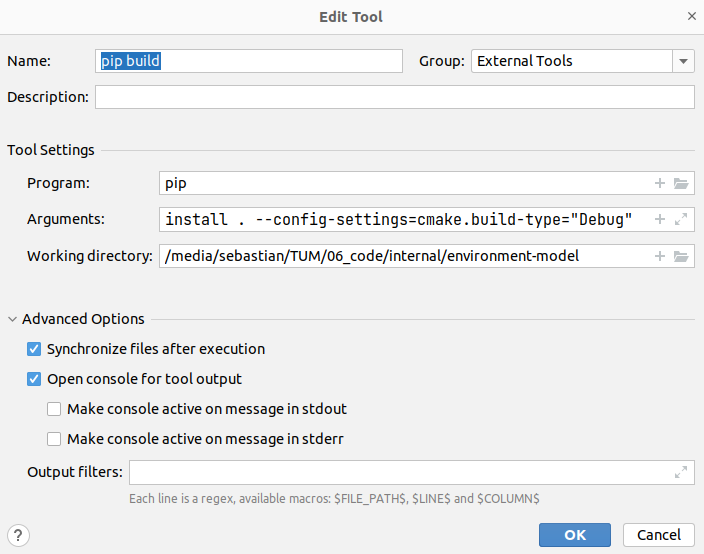 Edit Tool
Name: pip build Group: External Tools
Description:
Tool Settings
Program: pip
Arguments: install . --config-settings=cmake.build-type="Debug"
Working directory: /media/sebastian/TUM/06_code/internal/environment-model
Advanced Options
Synchronize files after execution
Open console for tool output
Make console active on message in stdout
Make console active on message in stderr
Output filters:
Each line is a regex, available macros: $FILE_PATH$, $LINE$ and $COLUMN$
? OK Cancel